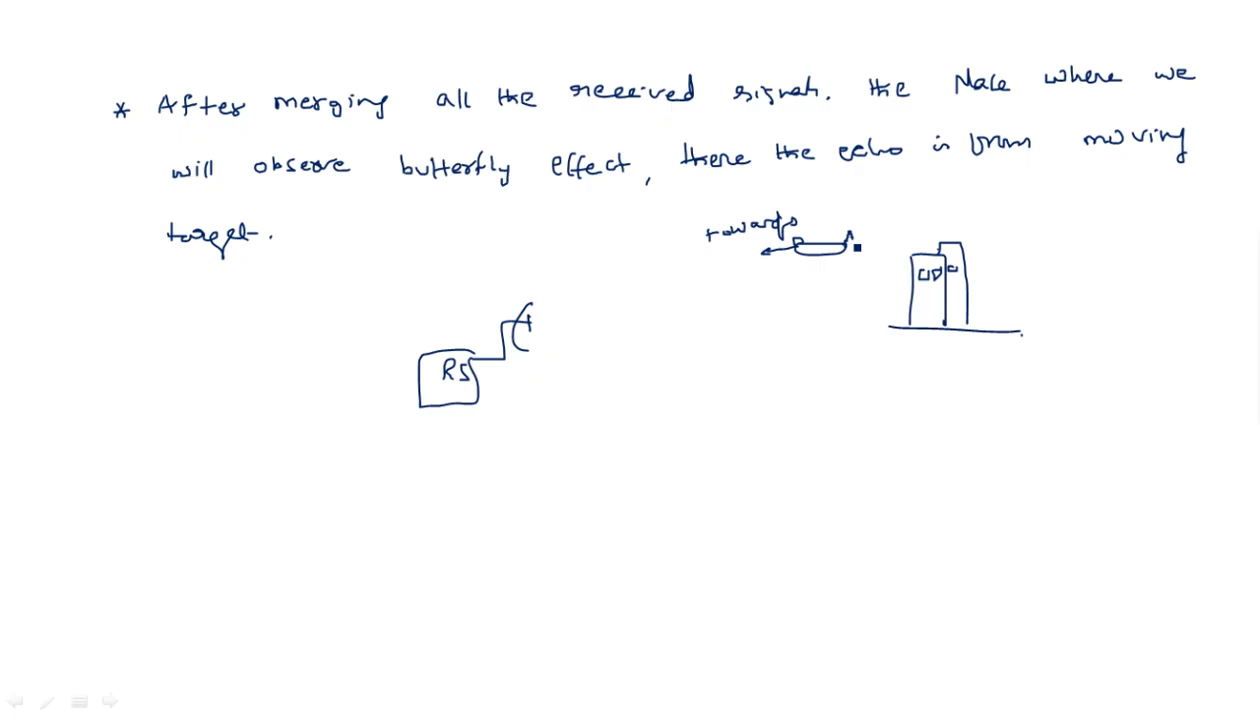 * After merging all the received signals. the place where we
will observe butterfly effect, there the echo is from moving
target.
towards
RS